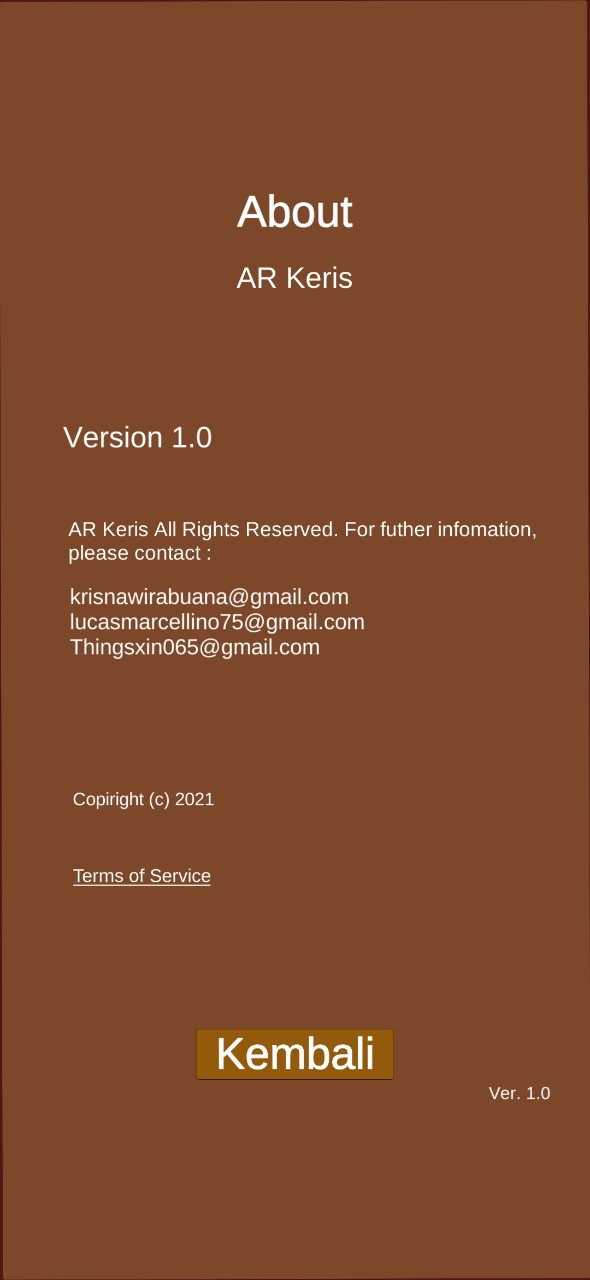 About
AR Keris
Version 1.0
AR Keris All Rights Reserved. For futher infomation,
please contact :
krisnawirabuana@gmail.com
lucasmarcellino75@gmail.com
Thingsxin065@gmail.com
Copiright (c) 2021
Terms of Service
Kembali
Ver. 1.0